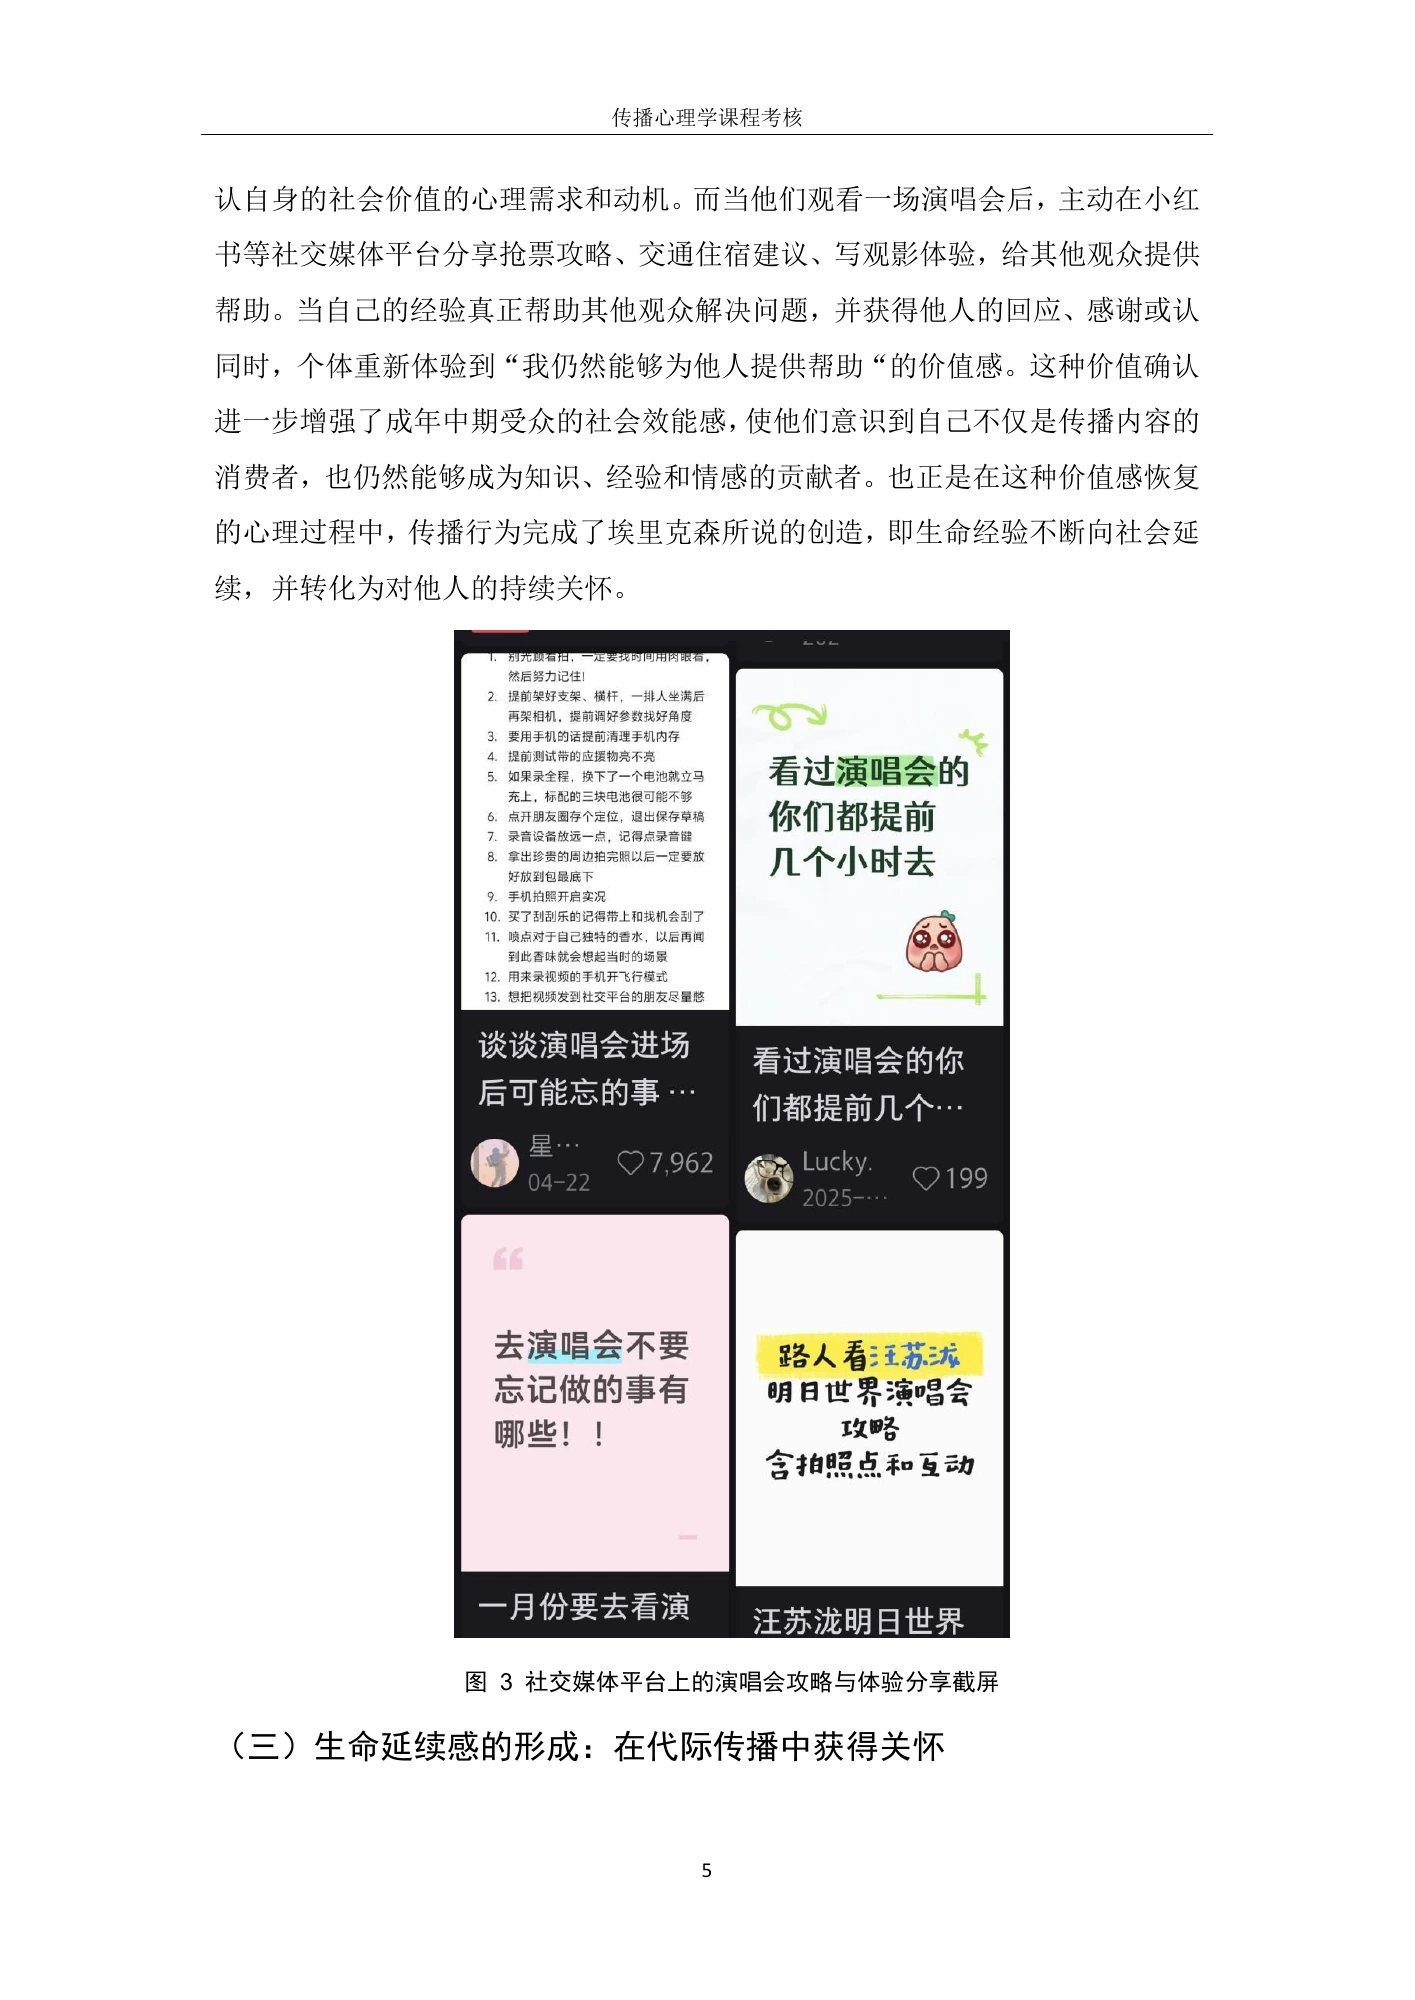 传播心理学课程考核
认自身的社会价值的心理需求和动机。而当他们观看一场演唱会后，主动在小红
书等社交媒体平台分享抢票攻略、交通住宿建议、写观影体验，给其他观众提供
帮助。当自己的经验真正帮助其他观众解决问题，并获得他人的回应、感谢或认
同时，个体重新体验到“我仍然能够为他人提供帮助“的价值感。这种价值确认
进一步增强了成年中期受众的社会效能感，使他们意识到自己不仅是传播内容的
消费者，也仍然能够成为知识、经验和情感的贡献者。也正是在这种价值感恢复
的心理过程中，传播行为完成了埃里克森所说的创造，即生命经验不断向社会延
续，并转化为对他人的持续关怀。
1. 别光顾着拍，一定要找时间用肉眼看，
然后努力记住!
2. 提前架好支架、横杆，一排人坐满后
再架相机，提前调好参数找好角度
3. 要用手机的话提前清理手机内存
4. 提前测试带的应援物亮不亮
5. 如果录全程，换下了一个电池就立马
充上，标配的三块电池很可能不够
6. 点开朋友圈存个定位，退出保存草稿
7. 录音设备放远一点，记得点录音键
8. 拿出珍贵的周边拍完照以后一定要放
好放到包最底下
9. 手机拍照开启实况
10. 买了刮刮乐的记得带上和找机会刮了
11. 喷点对于自己独特的香水，以后再闻
到此香味就会想起当时的场景
12. 用来录视频的手机开飞行模式
13. 想把视频发到社交平台的朋友尽量憋
谈谈演唱会进场
后可能忘的事…
星…
04-22
7,962
看过演唱会的
你们都提前
几个小时去
看过演唱会的你
们都提前几个…
Lucky.
2025-…
199
“
去演唱会不要
忘记做的事有
哪些！！
一月份要去看演
路人看汪苏泷
明日世界演唱会
攻略
含拍照点和互动
汪苏泷明日世界
图 3 社交媒体平台上的演唱会攻略与体验分享截屏
（三）生命延续感的形成：在代际传播中获得关怀
5